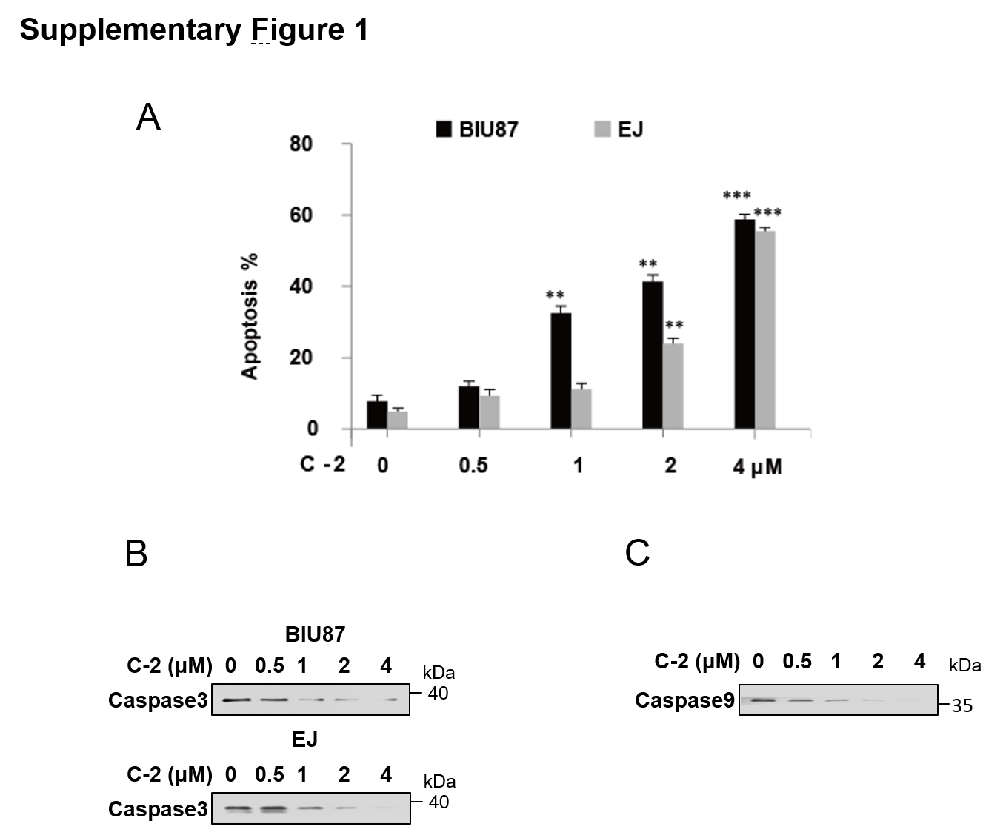 Supplementary Figure 1
A
BIU87 EJ
80
60
40
20
0
Apoptosis %
*** ***
** **
**
C -2 0 0.5 1 2 4 µM
B
BIU87
C-2 (µM) 0 0.5 1 2 4 kDa
Caspase3 40
EJ
C-2 (µM) 0 0.5 1 2 4 kDa
Caspase3 40
C
C-2 (µM) 0 0.5 1 2 4 kDa
Caspase9 35